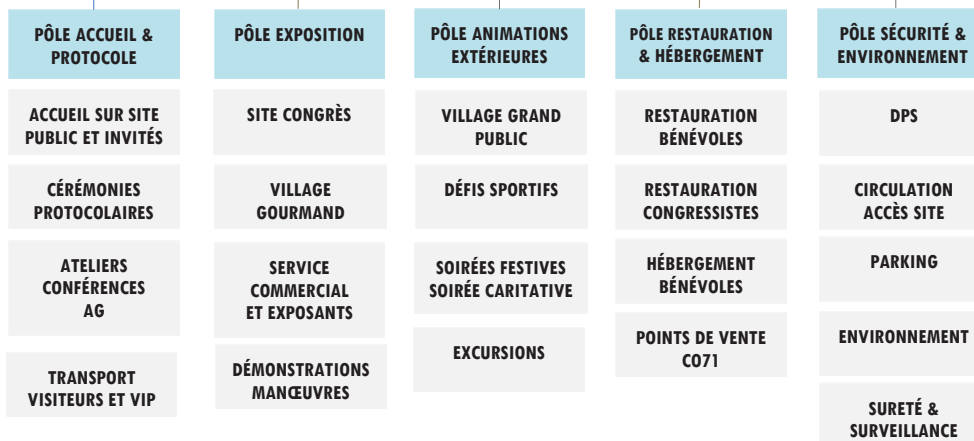 PÔLE ACCUEIL &
PROTOCOLE
ACCUEIL SUR SITE
PUBLIC ET INVITÉS
CÉRÉMONIES
PROTOCOLAIRES
ATELIERS
CONFÉRENCES
AG
TRANSPORT
VISITEURS ET VIP
PÔLE EXPOSITION
SITE CONGRÈS
VILLAGE
GOURMAND
SERVICE
COMMERCIAL
ET EXPOSANTS
DÉMONSTRATIONS
MANŒUVRES
PÔLE ANIMATIONS
EXTÉRIEURES
VILLAGE GRAND
PUBLIC
DÉFIS SPORTIFS
SOIRÉES FESTIVES
SOIRÉE CARITATIVE
EXCURSIONS
PÔLE RESTAURATION
& HÉBERGEMENT
RESTAURATION
BÉNÉVOLES
RESTAURATION
CONGRESSISTES
HÉBERGEMENT
BÉNÉVOLES
POINTS DE VENTE
CO71
PÔLE SÉCURITÉ &
ENVIRONNEMENT
DPS
CIRCULATION
ACCÈS SITE
PARKING
ENVIRONNEMENT
SURETÉ &
SURVEILLANCE